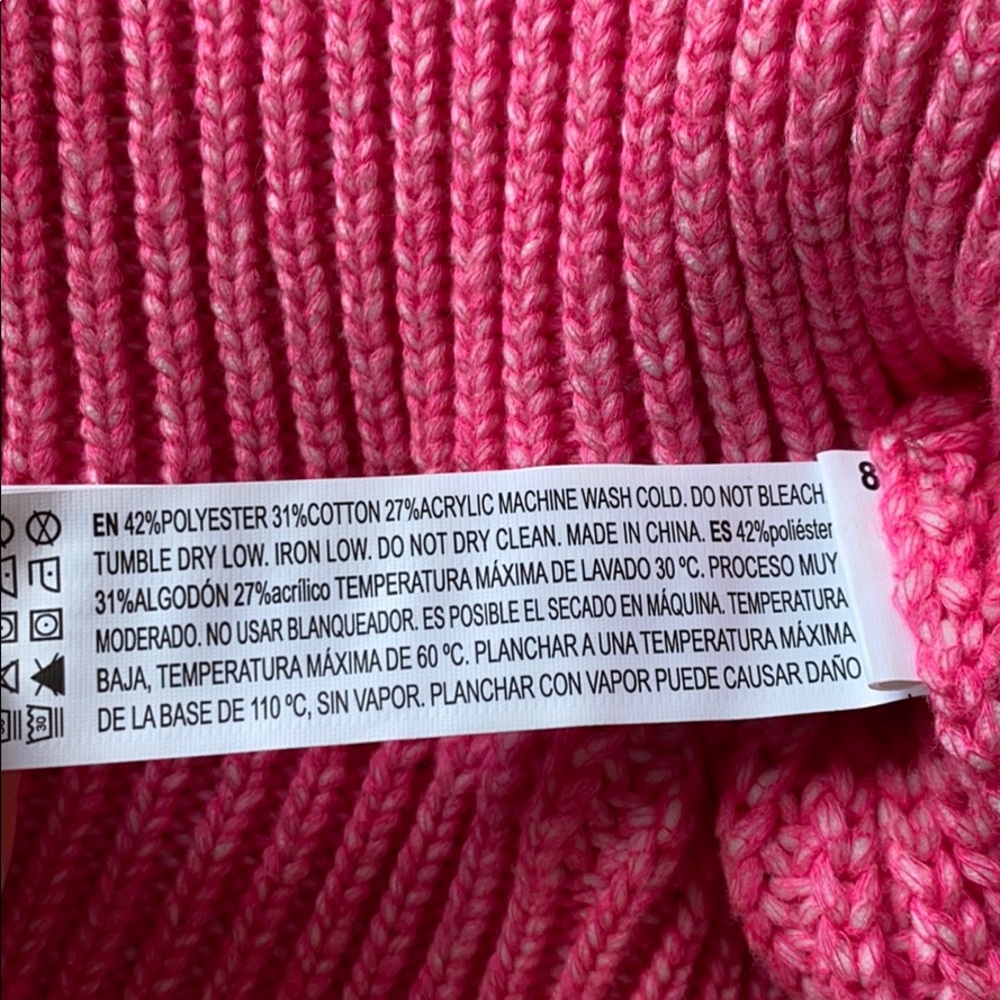 EN 42%POLYESTER 31%COTTON 27%ACRYLIC MACHINE WASH COLD. DO NOT BLEACH.
TUMBLE DRY LOW. IRON LOW. DO NOT DRY CLEAN. MADE IN CHINA. ES 42%poliéster
31%ALGODÓN 27%acrílico TEMPERATURA MÁXIMA DE LAVADO 30 ºC. PROCESO MUY
MODERADO. NO USAR BLANQUEADOR. ES POSIBLE EL SECADO EN MÁQUINA. TEMPERATURA
BAJA, TEMPERATURA MÁXIMA DE 60 ºC. PLANCHAR A UNA TEMPERATURA MÁXIMA
DE LA BASE DE 110 ºC, SIN VAPOR. PLANCHAR CON VAPOR PUEDE CAUSAR DAÑO
30
8